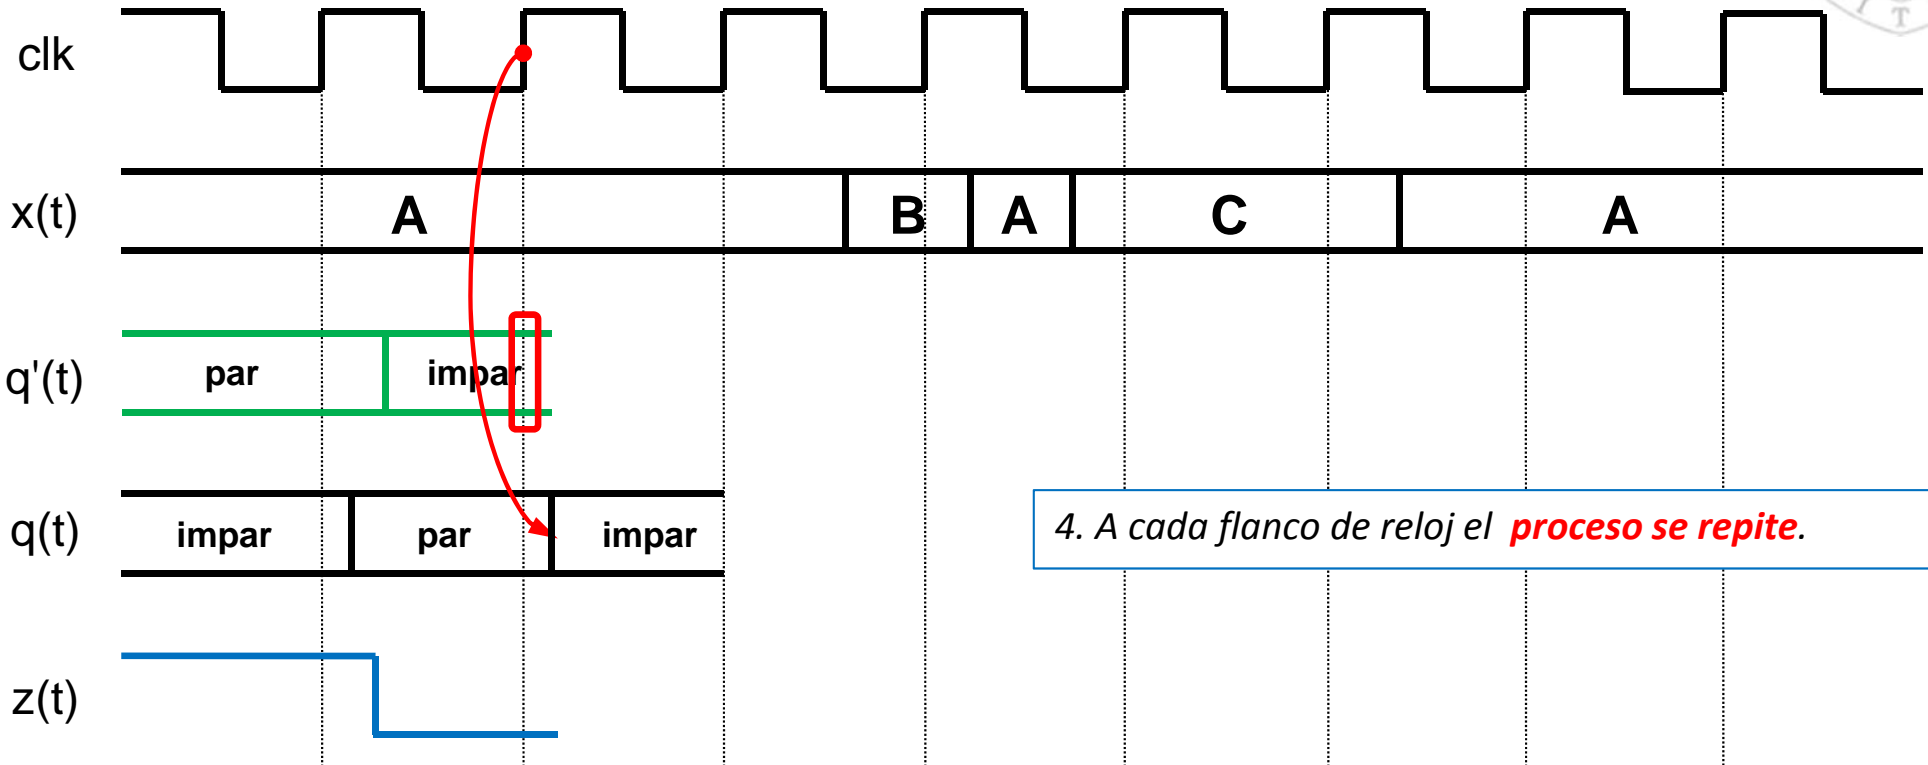 clk
x(t)
A B A C A
q'(t)
par impar
q(t)
impar par impar
4. A cada flanco de reloj el proceso se repite.
z(t)